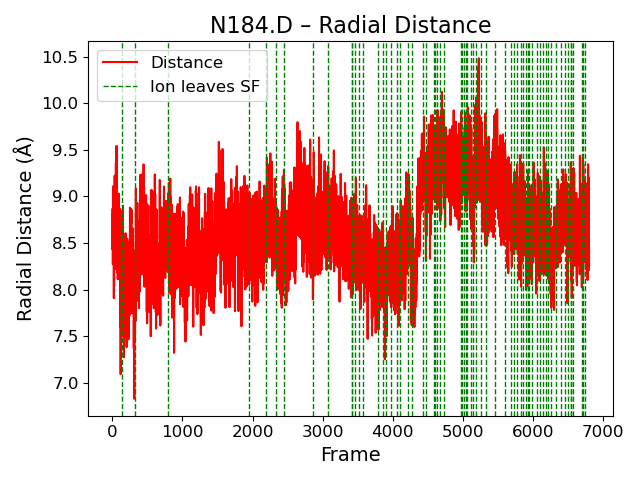 N184.D – Radial Distance
Distance
Ion leaves SF
Radial Distance (Å)
10.5
10.0
9.5
9.0
8.5
8.0
7.5
7.0
0 1000 2000 3000 4000 5000 6000 7000
Frame